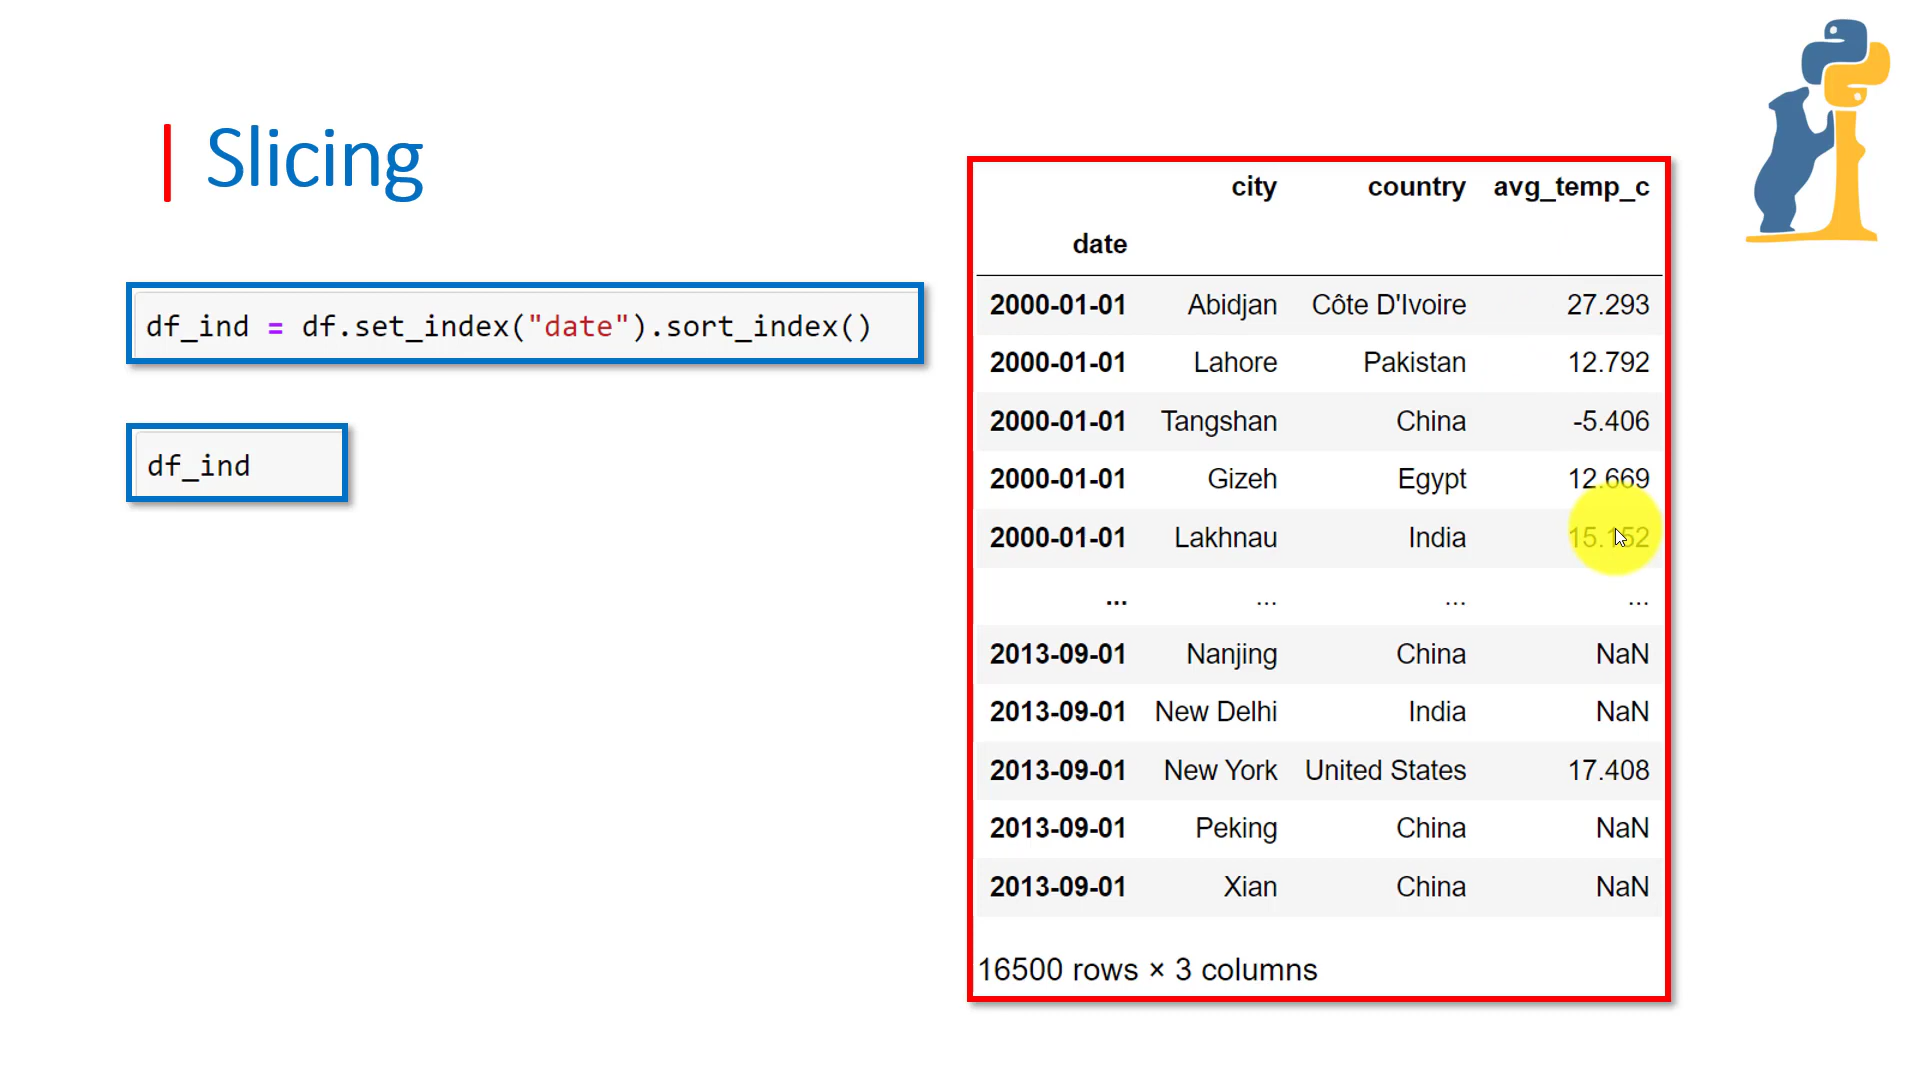 Slicing
df_ind = df.set_index("date").sort_index()
df_ind
city country avg_temp_c
date
2000-01-01 Abidjan Côte D'Ivoire 27.293
2000-01-01 Lahore Pakistan 12.792
2000-01-01 Tangshan China -5.406
2000-01-01 Gizeh Egypt 12.669
2000-01-01 Lakhnau India 15.152
... ... ... ...
2013-09-01 Nanjing China NaN
2013-09-01 New Delhi India NaN
2013-09-01 New York United States 17.408
2013-09-01 Peking China NaN
2013-09-01 Xian China NaN
16500 rows × 3 columns